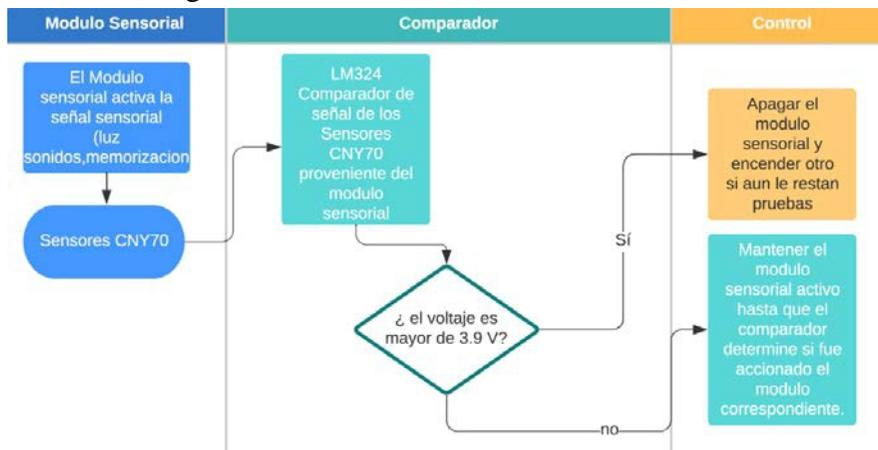 Modulo Sensorial
Comparador
Control
El Modulo
sensorial activa la
señal sensorial
(luz
sonidos,memorizacion
Sensores CNY70
LM324
Comparador de
señal de los
Sensores
CNY70
proveniente del
modulo
sensorial
¿ el voltaje es
mayor de 3.9 V?
Sí
no
Apagar el
modulo
sensorial y
encender otro
si aun le restan
pruebas
Mantener el
modulo
sensorial activo
hasta que el
comparador
determine si fue
accionado el
modulo
correspondiente.